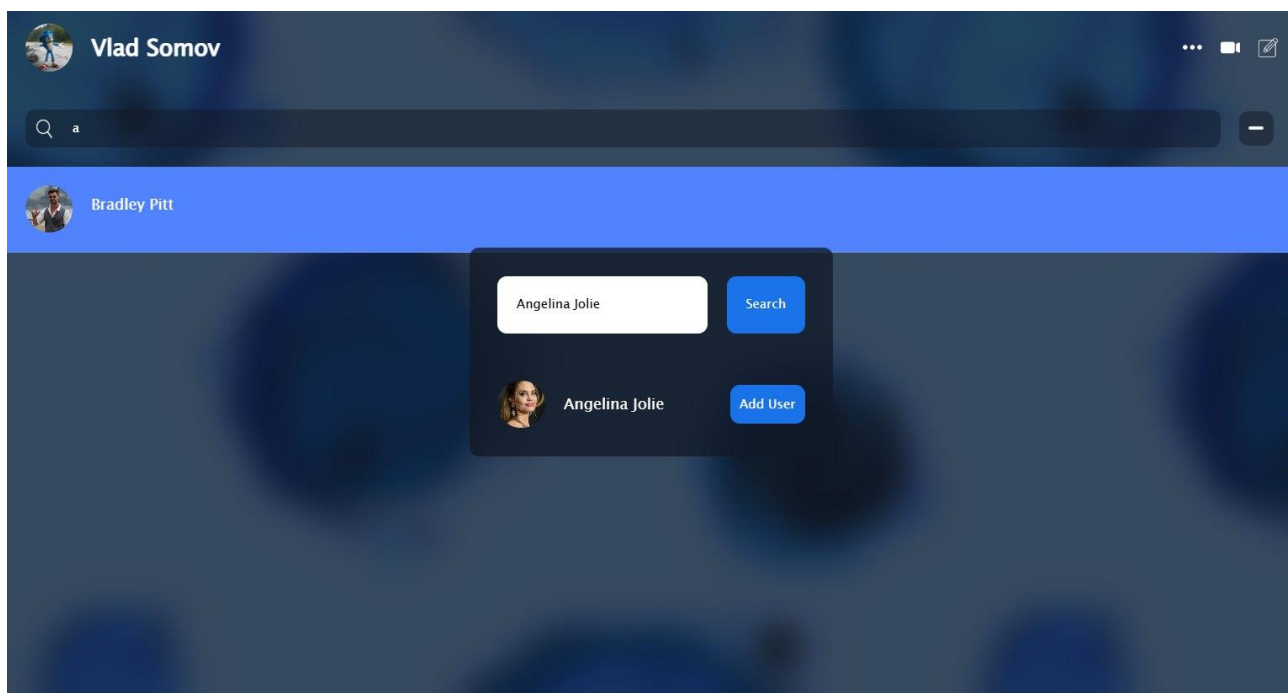 Vlad Somov
a
Bradley Pitt
Angelina Jolie
Search
Angelina Jolie
Add User